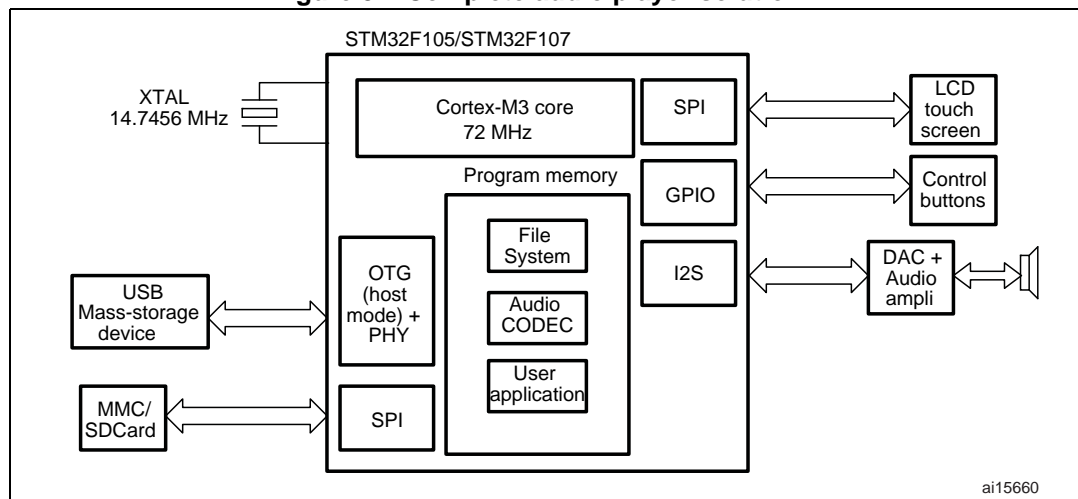 STM32F105/STM32F107
XTAL
14.7456 MHz
Cortex-M3 core
72 MHz
SPI
LCD
touch
screen
Program memory
GPIO
Control
buttons
File
System
OTG
(host
mode) +
PHY
I2S
DAC +
Audio
ampli
USB
Mass-storage
device
Audio
CODEC
User
application
MMC/
SDCard
SPI
ai15660